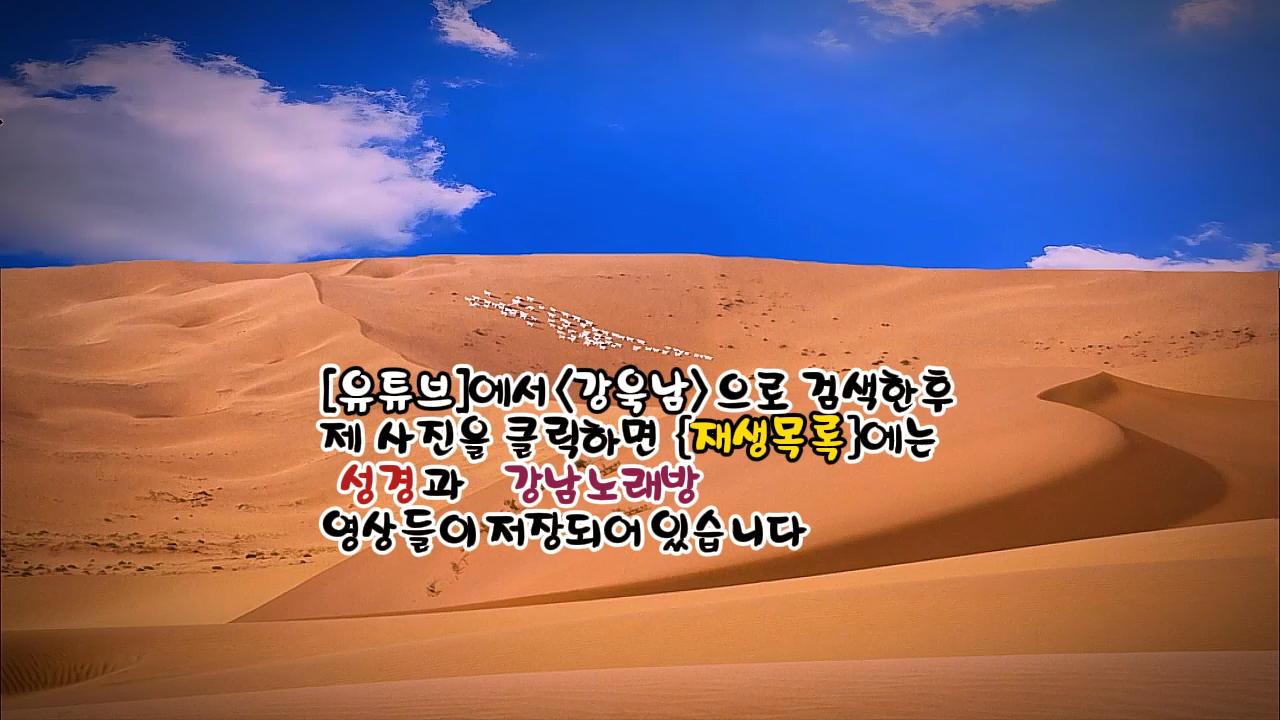 [유튜브]에서 <강욱남> 으로 검색한후
제 사진을 클릭하면 {재생목록}에는
성경과 강남노래방
영상들이 저장되어 있습니다